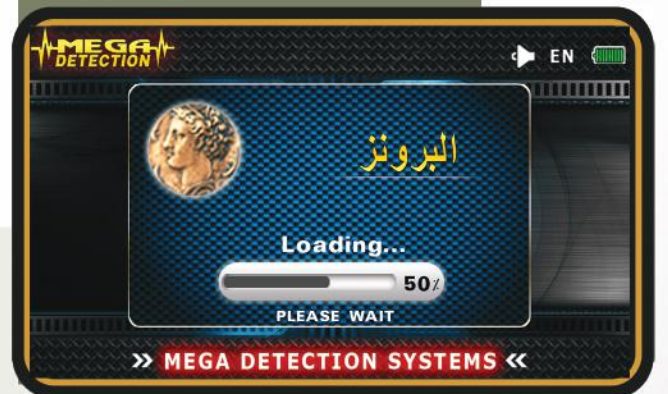 MEGA
DETECTION
EN
البرونز
Loading...
50%
PLEASE WAIT
» MEGA DETECTION SYSTEMS «